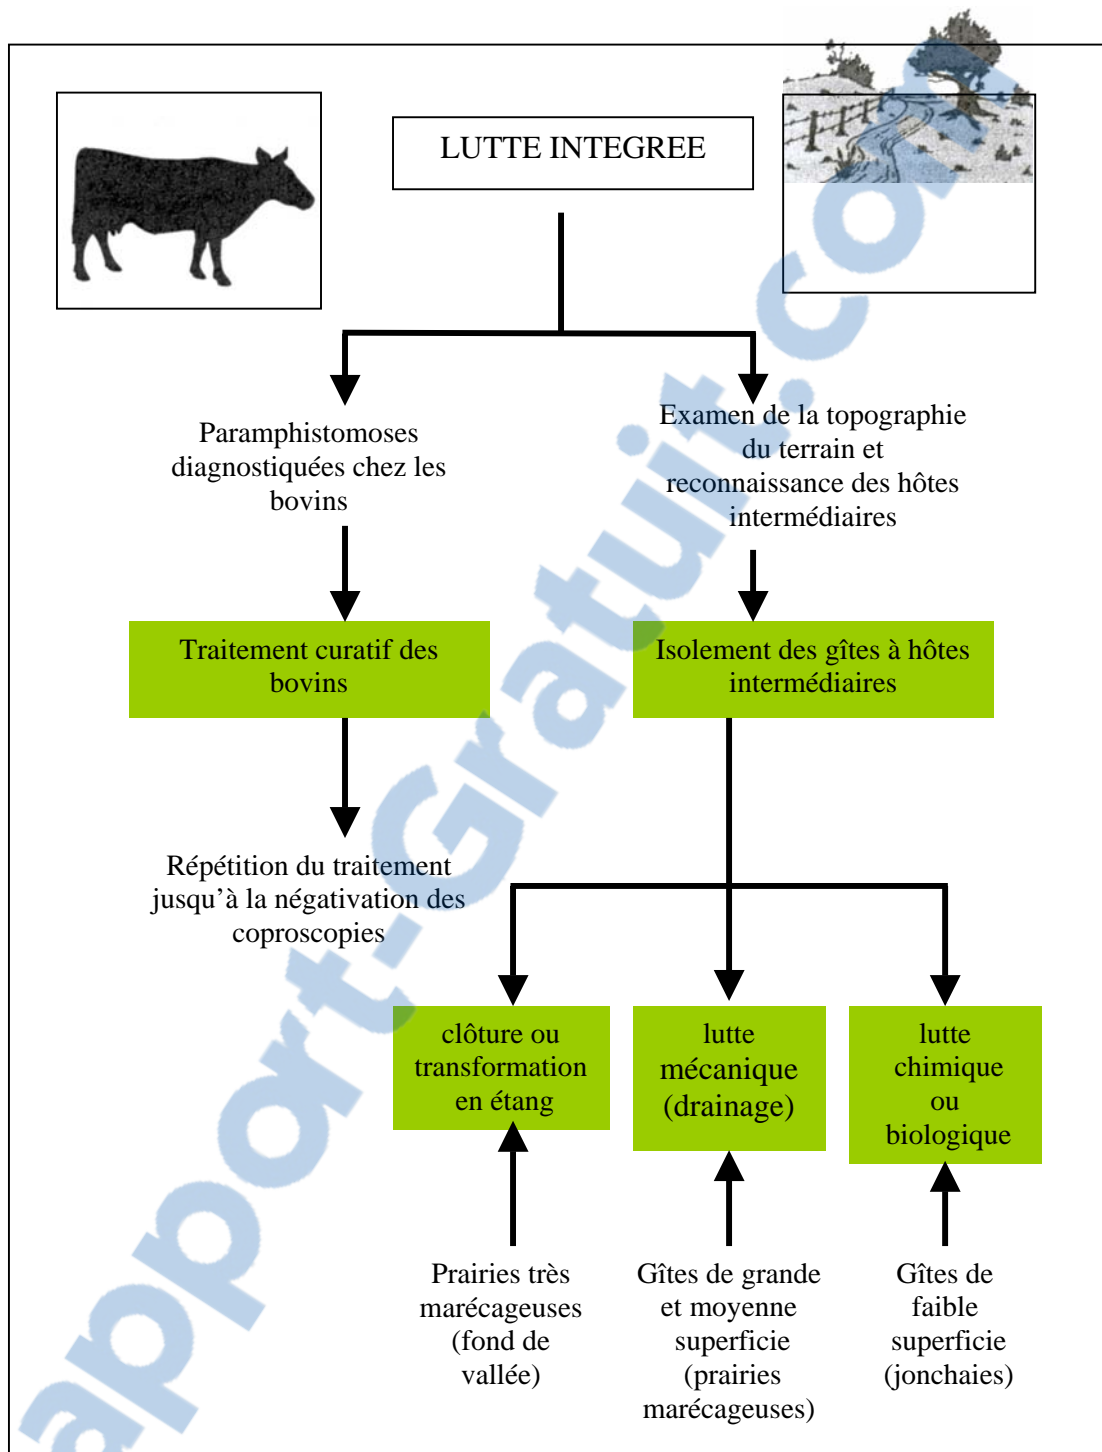 LUTTE INTEGREE
Paramphistomoses
diagnostiquées chez les
bovins
Examen de la topographie
du terrain et
reconnaissance des hôtes
intermédiaires
Traitement curatif des
bovins
Isolement des gîtes à hôtes
intermédiaires
Répétition du traitement
jusqu’à la négativation des
coproscopies
clôture ou
transformation
en étang
lutte
mécanique
(drainage)
lutte
chimique
ou
biologique
Prairies très
marécageuses
(fond de
vallée)
Gîtes de grande
et moyenne
superficie
(prairies
marécageuses)
Gîtes de
faible
superficie
(jonchaies)
apport-Gratuit.com